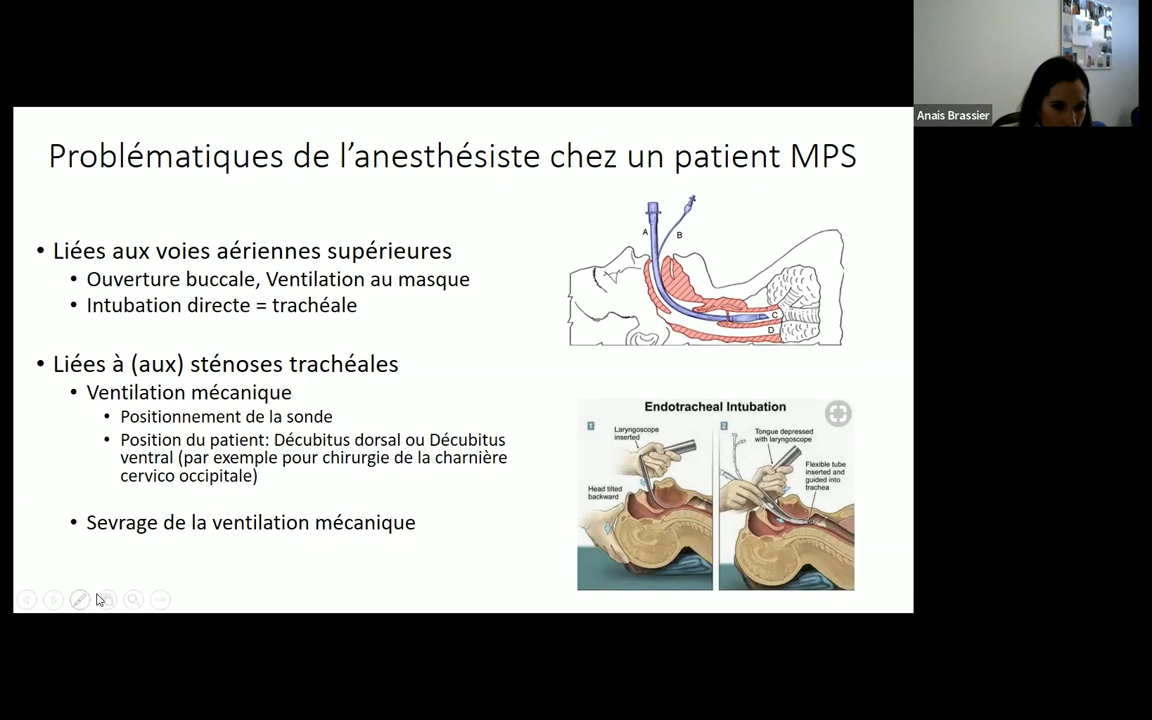 Anais Brassier
Problématiques de l’anesthésiste chez un patient MPS
• Liées aux voies aériennes supérieures
• Ouverture buccale, Ventilation au masque
• Intubation directe = trachéale
• Liées à (aux) sténoses trachéales
• Ventilation mécanique
• Positionnement de la sonde
• Position du patient: Décubitus dorsal ou Décubitus
ventral (par exemple pour chirurgie de la charnière
cervico occipitale)
• Sevrage de la ventilation mécanique
A
B
C
D
Endotracheal Intubation
1
Laryngoscope
inserted
Head tilted
backward
2
Tongue depressed
with laryngoscope
Flexible tube
inserted and
guided into
trachea